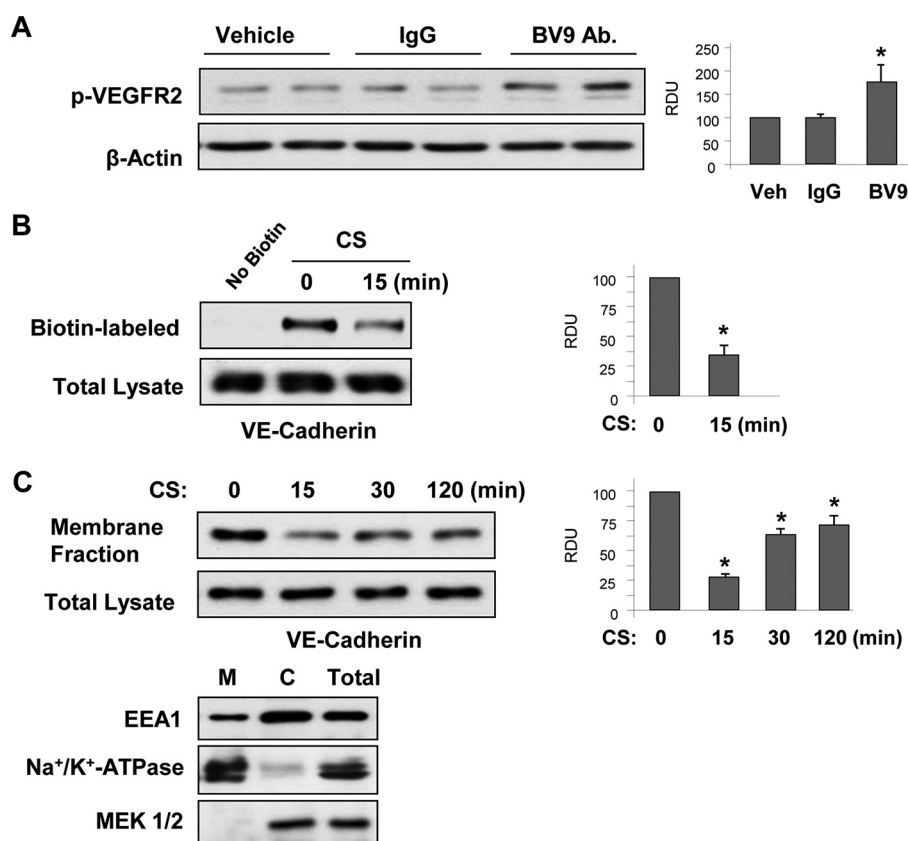 A
Vehicle IgG BV9 Ab.
p-VEGFR2
β-Actin
250
200
150
100
50
0
RDU
*
Veh IgG BV9
B
No Biotin
CS
0 15 (min)
Biotin-labeled
Total Lysate
VE-Cadherin
100
75
50
25
0
RDU
*
CS: 0 15 (min)
C
CS: 0 15 30 120 (min)
Membrane
Fraction
Total Lysate
VE-Cadherin
100
75
50
25
0
RDU
* * *
CS: 0 15 30 120 (min)
M C Total
EEA1
Na⁺/K⁺-ATPase
MEK 1/2